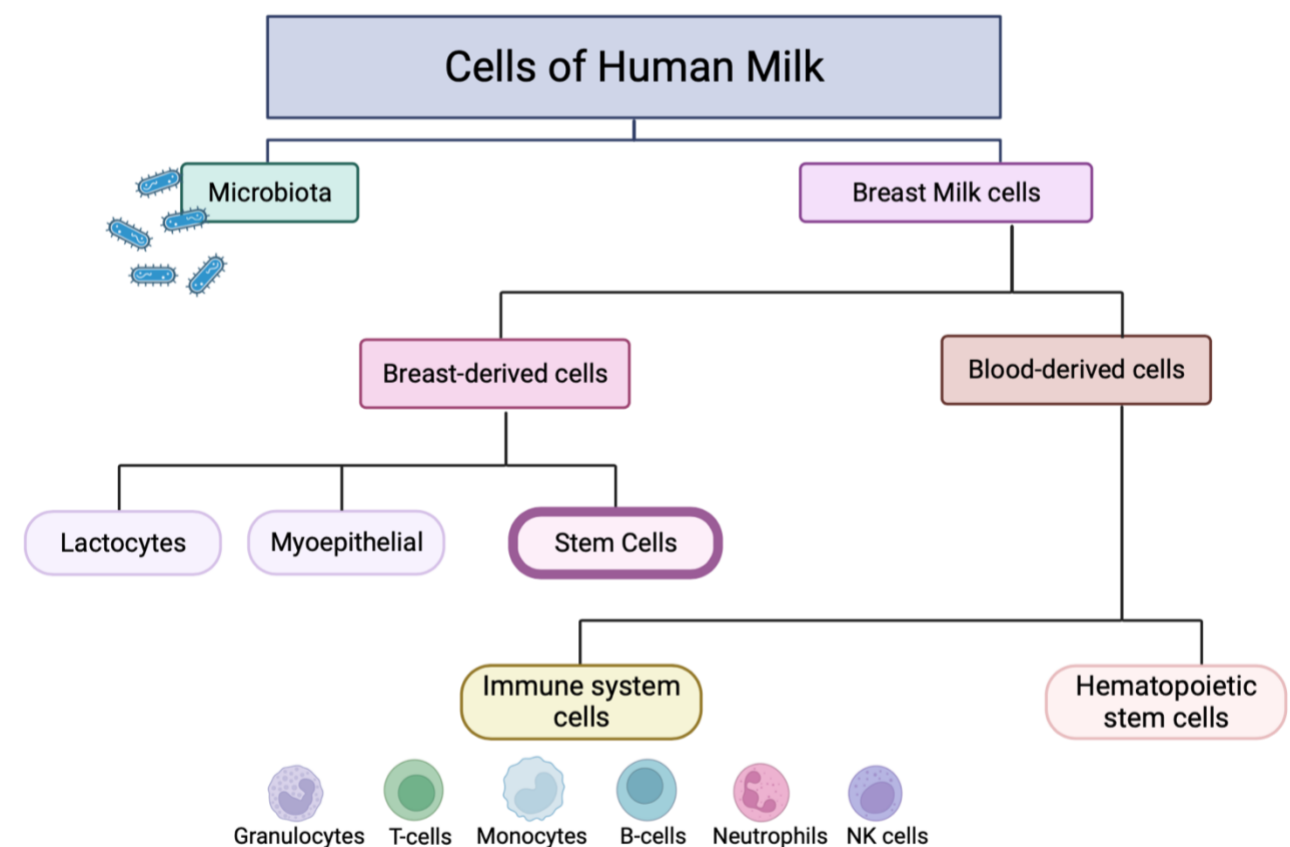 Cells of Human Milk
Microbiota
Breast Milk cells
Breast-derived cells
Blood-derived cells
Lactocytes
Myoepithelial
Stem Cells
Immune system
cells
Hematopoietic
stem cells
Granulocytes
T-cells
Monocytes
B-cells
Neutrophils
NK cells